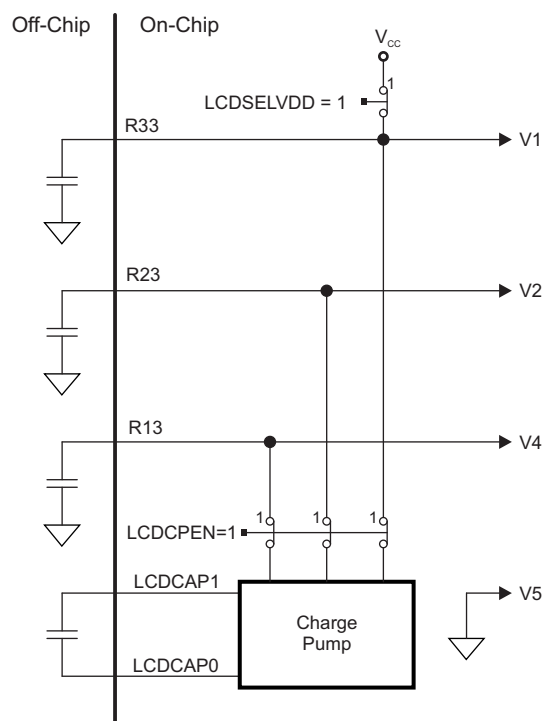 Off-Chip
On-Chip
VCC
1
LCDSELVDD = 1
R33
V1
R23
V2
R13
V4
1
1
1
LCDCPEN=1
LCDCAP1
V5
Charge
Pump
LCDCAP0